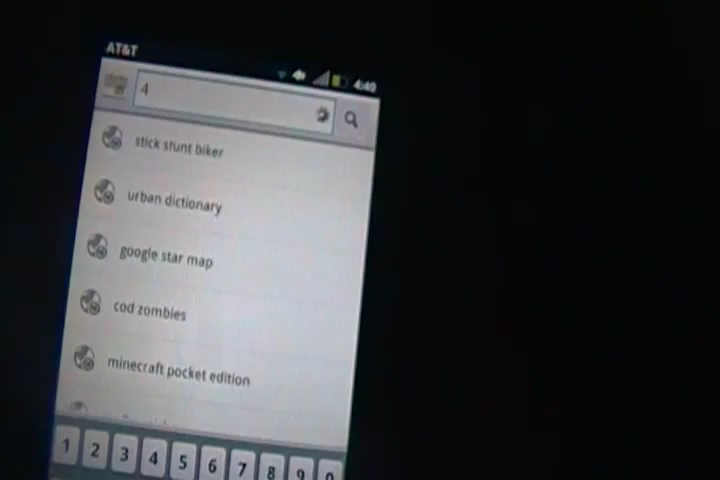 AT&T
4:40
4
stick stunt biker
urban dictionary
google star map
cod zombies
minecraft pocket edition
1 2 3 4 5 6 7 8 9 0